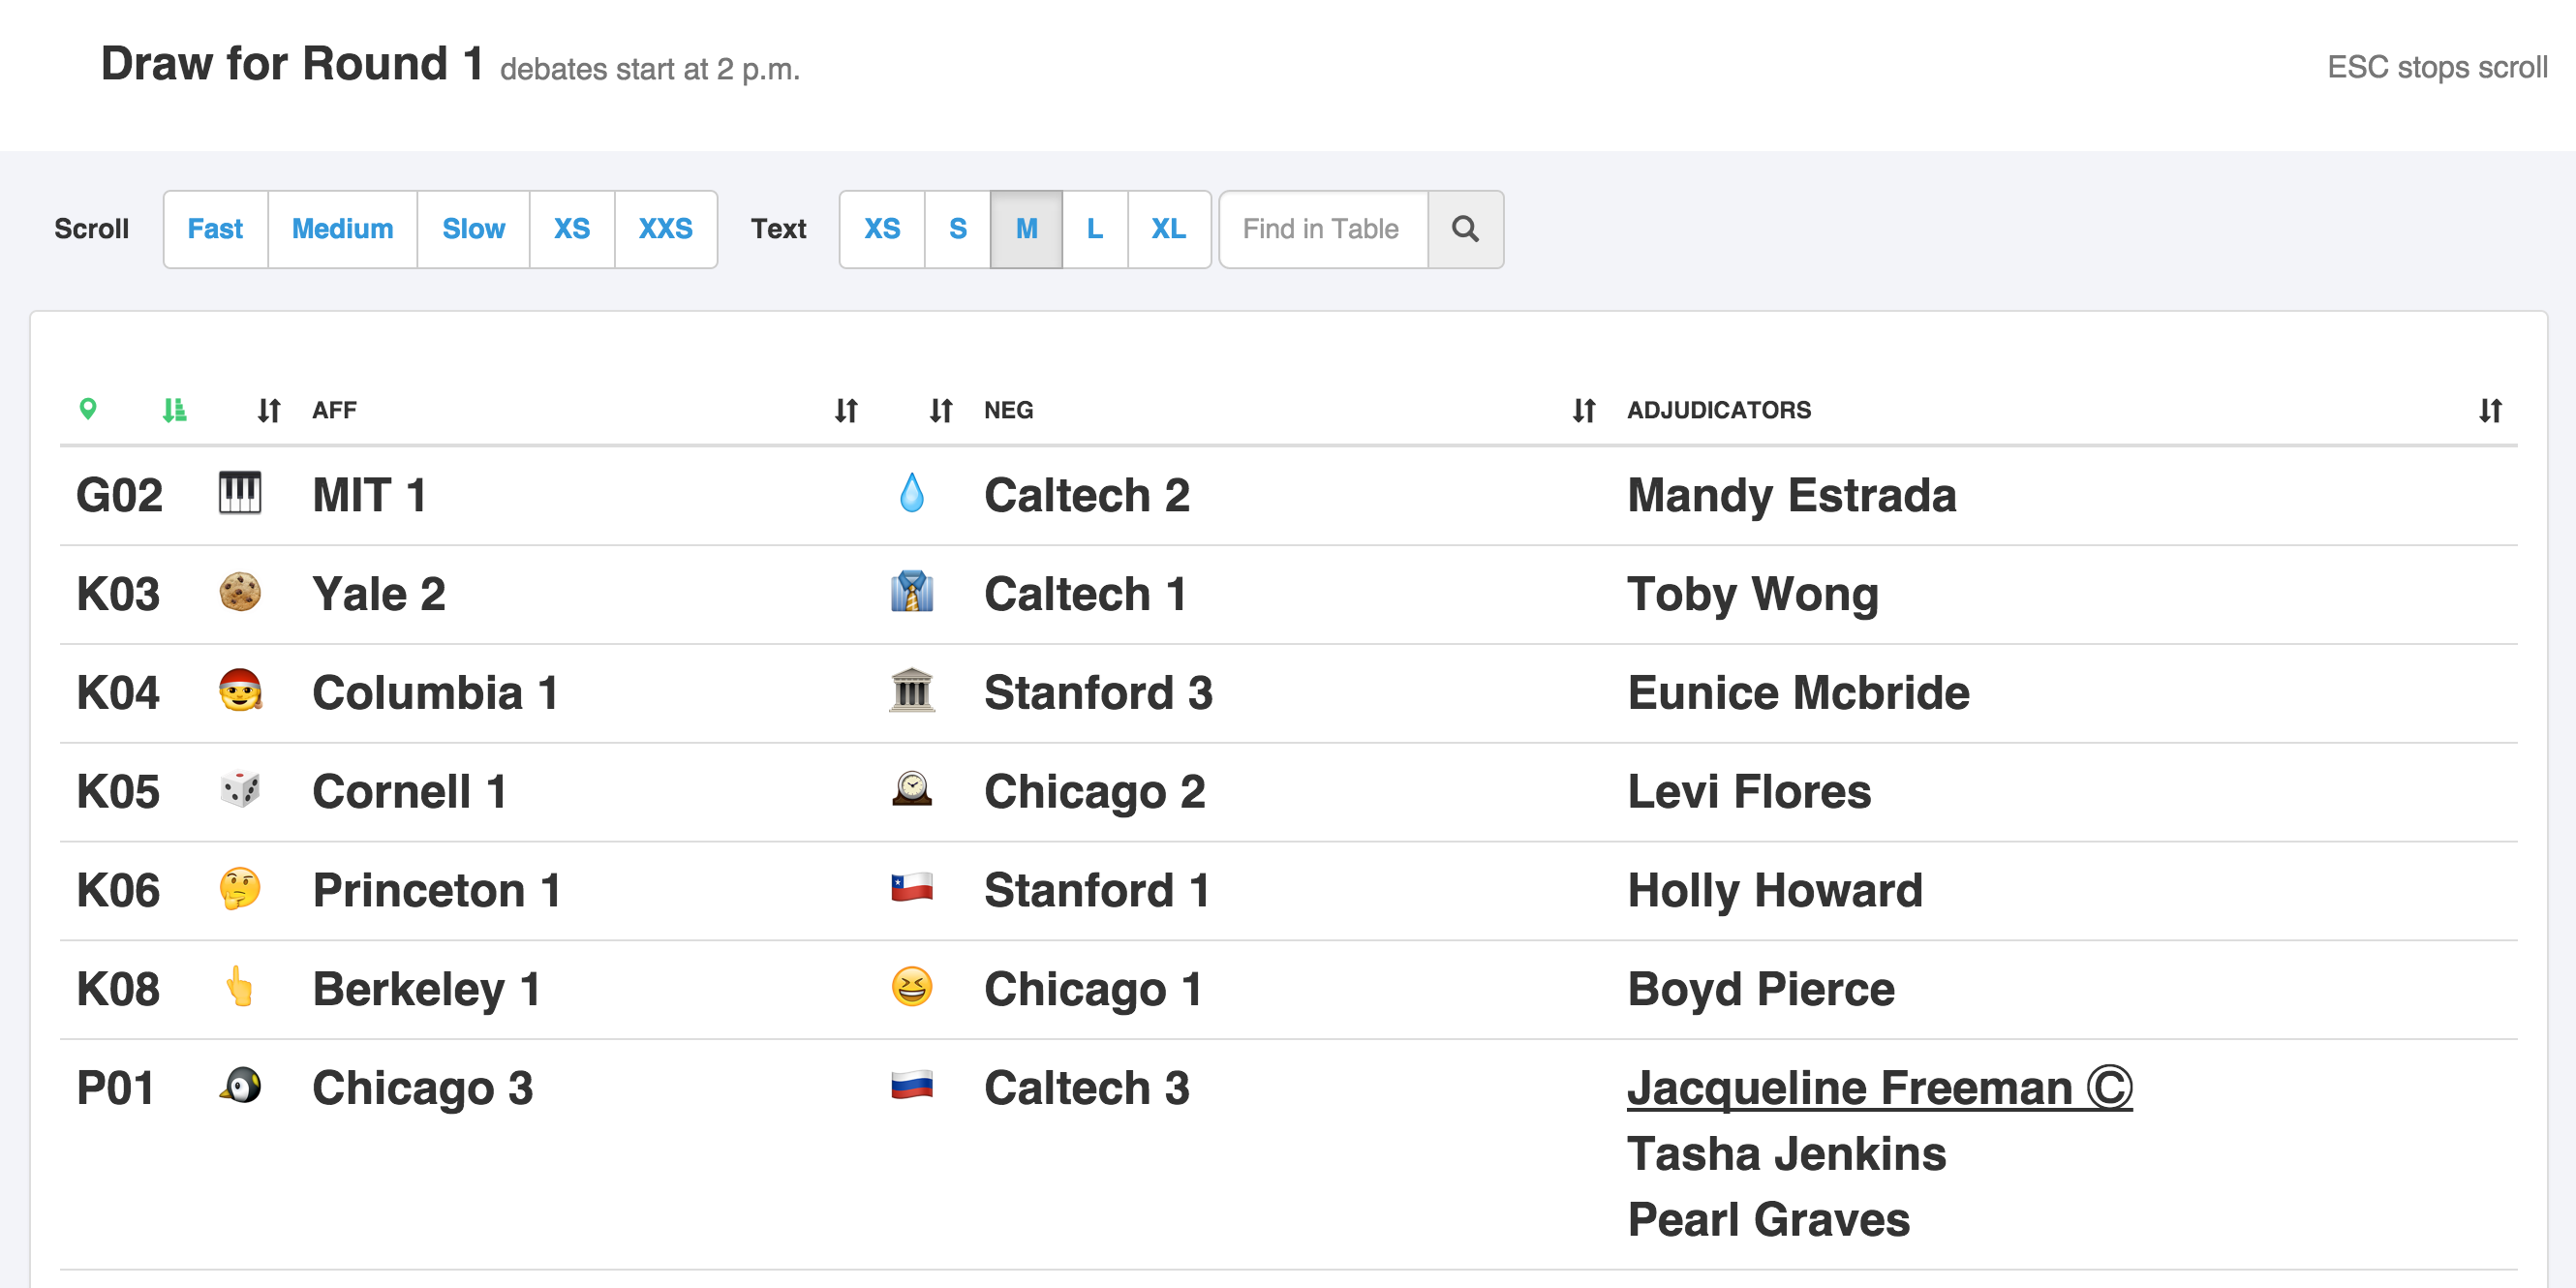 Draw for Round 1 debates start at 2 p.m.
ESC stops scroll
Scroll Fast Medium Slow XS XXS Text XS S M L XL Find in Table
AFF NEG ADJUDICATORS
G02 MIT 1 Caltech 2 Mandy Estrada
K03 Yale 2 Caltech 1 Toby Wong
K04 Columbia 1 Stanford 3 Eunice Mcbride
K05 Cornell 1 Chicago 2 Levi Flores
K06 Princeton 1 Stanford 1 Holly Howard
K08 Berkeley 1 Chicago 1 Boyd Pierce
P01 Chicago 3 Caltech 3 Jacqueline Freeman Ⓒ
Tasha Jenkins
Pearl Graves